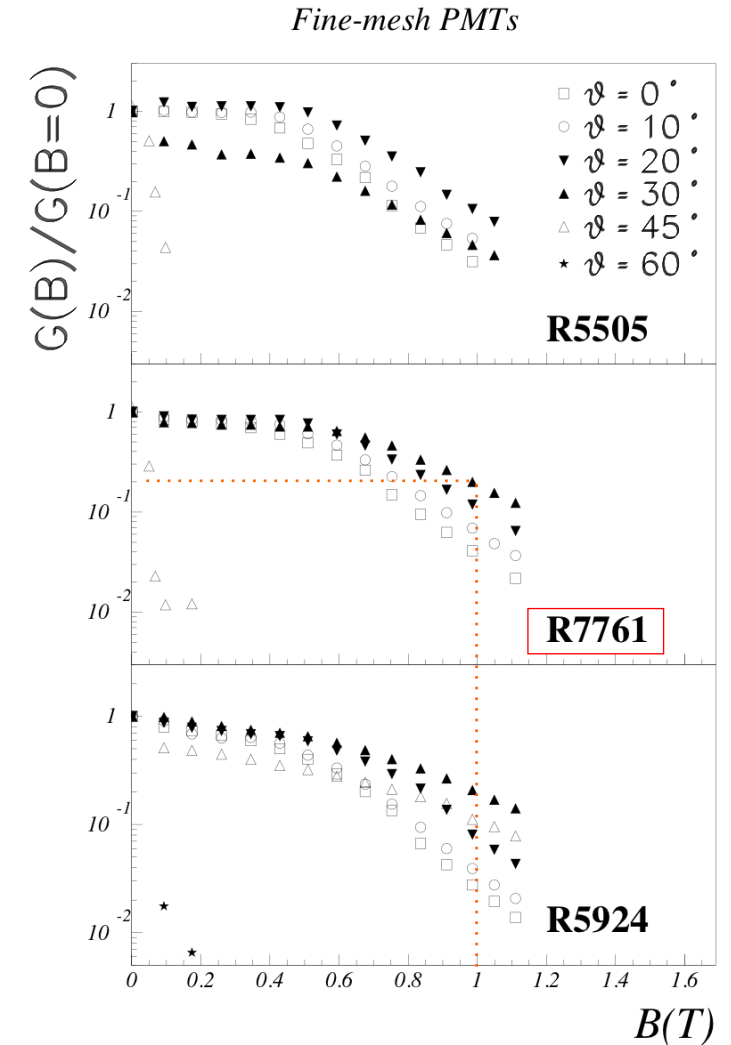 Fine-mesh PMTs
G(B)/G(B=0)
ϑ = 0°
ϑ = 10°
ϑ = 20°
ϑ = 30°
ϑ = 45°
ϑ = 60°
1
10 -1
10 -2
R5505
1
10 -1
10 -2
R7761
1
10 -1
10 -2
R5924
0 0.2 0.4 0.6 0.8 1 1.2 1.4 1.6
B(T)